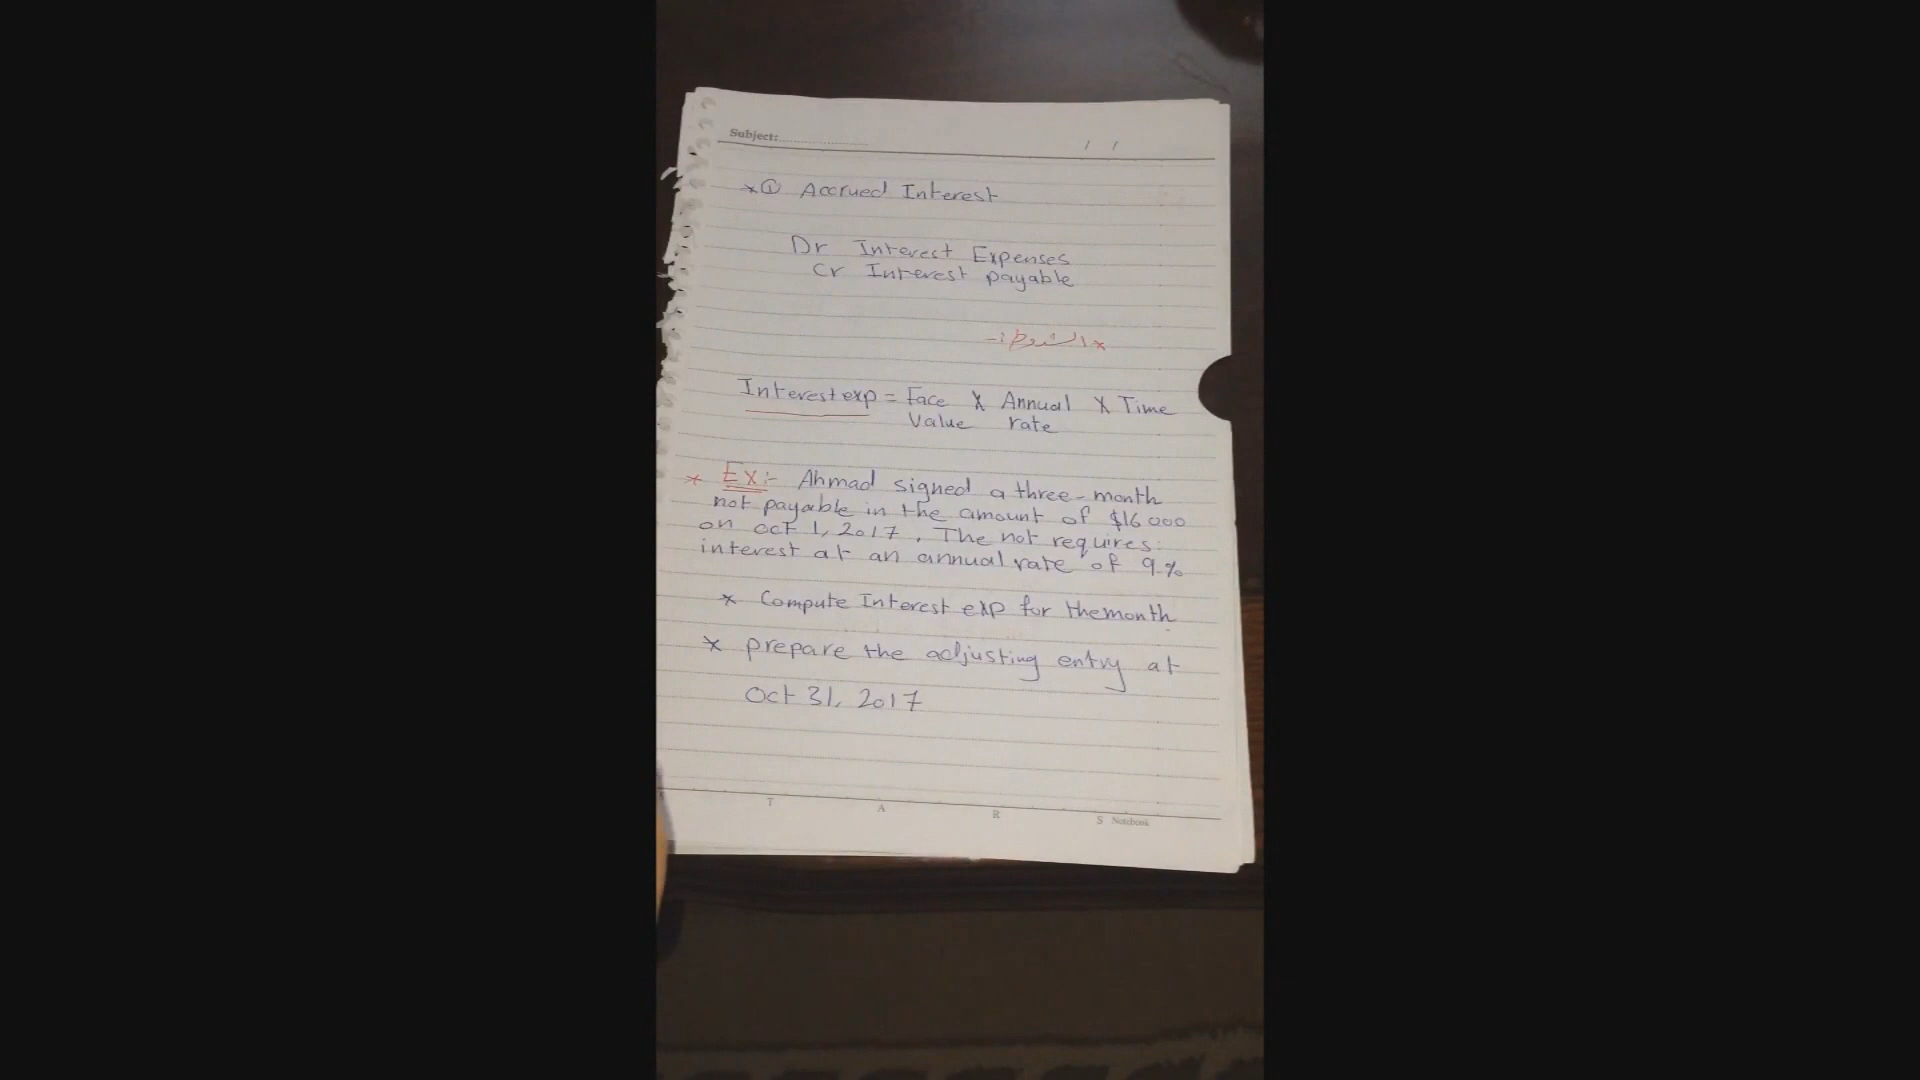 Subject: / /
*① Accrued Interest
Dr Interest Expenses
Cr Interest payable
* الشروط :-
Interest exp = Face X Annual X Time
Value rate
* Ex:- Ahmad signed a three-month
not payable in the amount of $16000
on oct 1, 2017. The not requires
interest at an annual rate of 9%
* Compute Interest exp for the month
* prepare the adjusting entry at
Oct 31, 2017
S T A R S Notebook